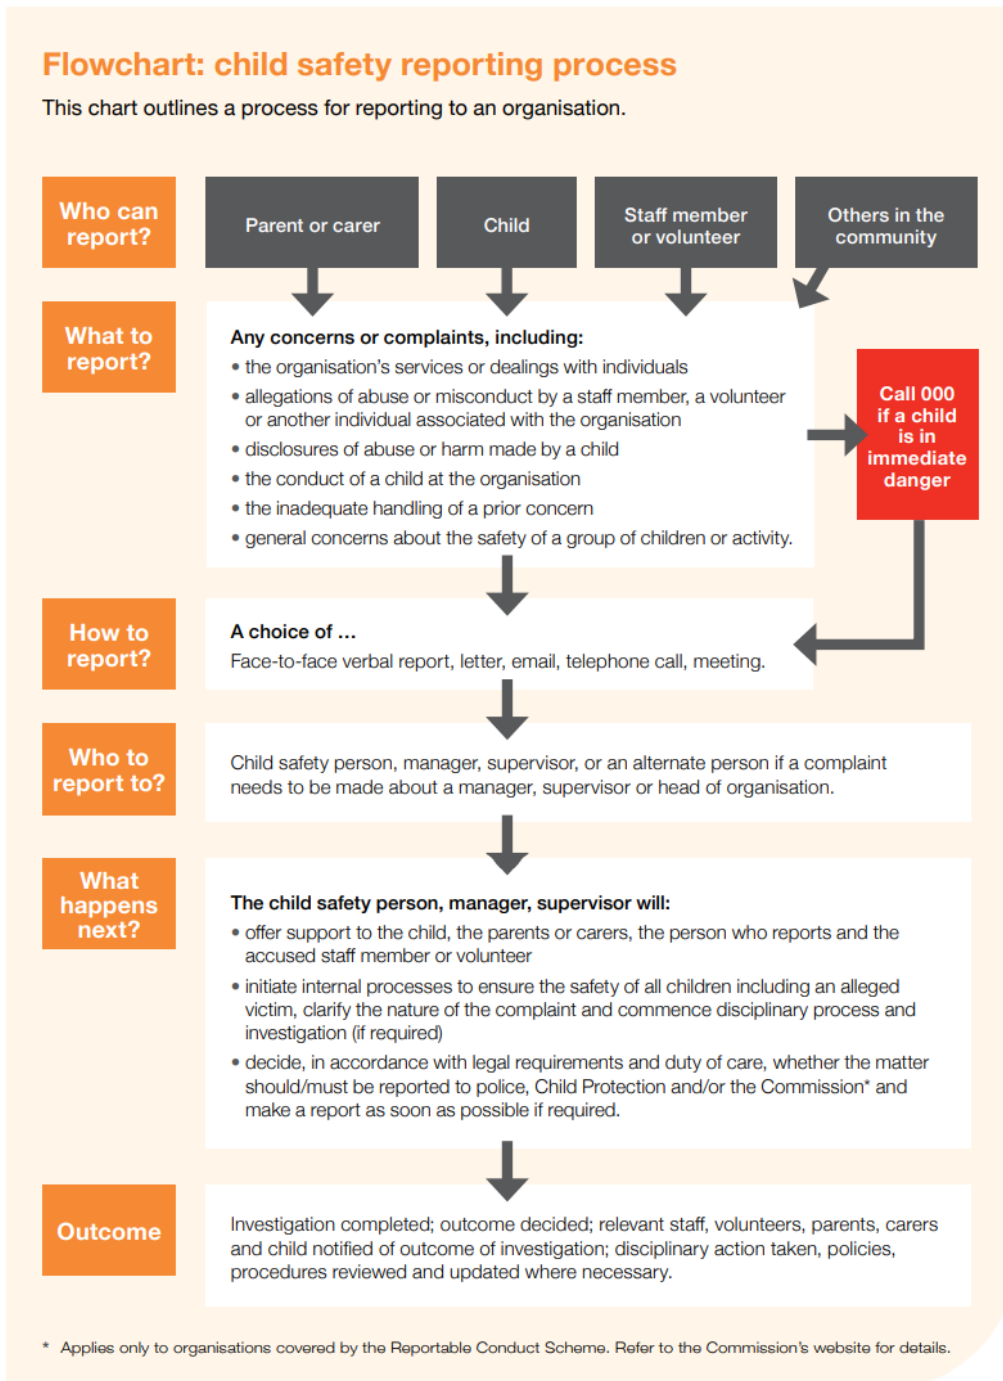 Flowchart: child safety reporting process
This chart outlines a process for reporting to an organisation.
Who can
report?
Parent or carer
Child
Staff member
or volunteer
Others in the
community
What to
report?
Any concerns or complaints, including:
• the organisation’s services or dealings with individuals
• allegations of abuse or misconduct by a staff member, a volunteer
or another individual associated with the organisation
• disclosures of abuse or harm made by a child
• the conduct of a child at the organisation
• the inadequate handling of a prior concern
• general concerns about the safety of a group of children or activity.
Call 000
if a child
is in
immediate
danger
How to
report?
A choice of ...
Face-to-face verbal report, letter, email, telephone call, meeting.
Who to
report to?
Child safety person, manager, supervisor, or an alternate person if a complaint
needs to be made about a manager, supervisor or head of organisation.
What
happens
next?
The child safety person, manager, supervisor will:
• offer support to the child, the parents or carers, the person who reports and the
accused staff member or volunteer
• initiate internal processes to ensure the safety of all children including an alleged
victim, clarify the nature of the complaint and commence disciplinary process and
investigation (if required)
• decide, in accordance with legal requirements and duty of care, whether the matter
should/must be reported to police, Child Protection and/or the Commission* and
make a report as soon as possible if required.
Outcome
Investigation completed; outcome decided; relevant staff, volunteers, parents, carers
and child notified of outcome of investigation; disciplinary action taken, policies,
procedures reviewed and updated where necessary.
* Applies only to organisations covered by the Reportable Conduct Scheme. Refer to the Commission’s website for details.